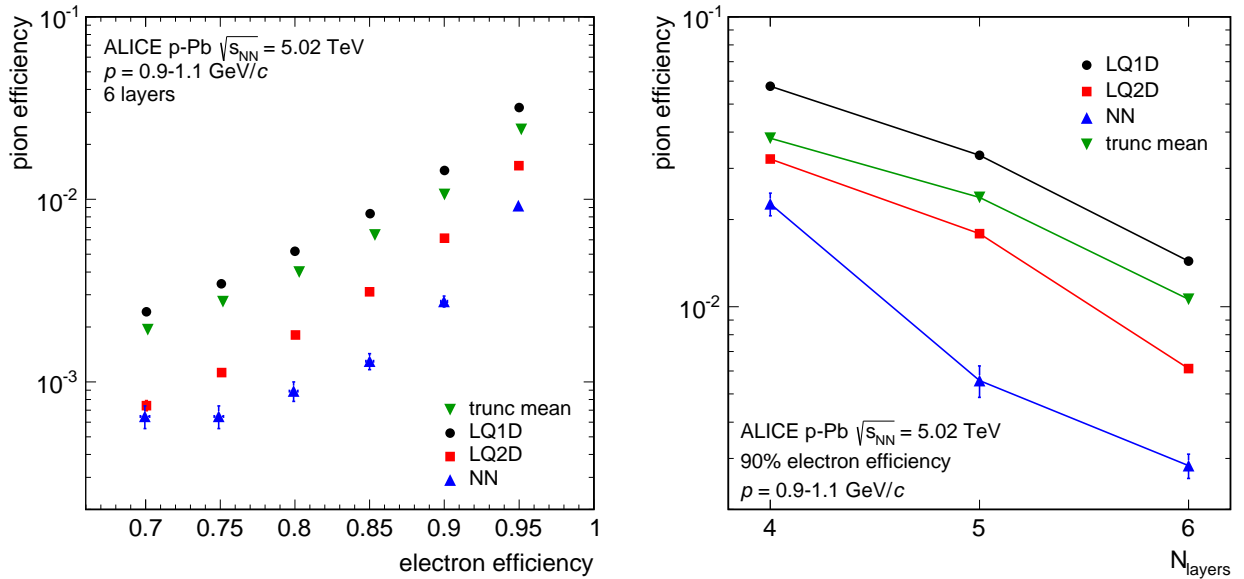 pion efficiency
10⁻¹
10⁻²
10⁻³
ALICE p-Pb √s_NN = 5.02 TeV
p = 0.9-1.1 GeV/c
6 layers
trunc mean
LQ1D
LQ2D
NN
0.7 0.75 0.8 0.85 0.9 0.95 1
electron efficiency
pion efficiency
10⁻¹
10⁻²
LQ1D
LQ2D
NN
trunc mean
ALICE p-Pb √s_NN = 5.02 TeV
90% electron efficiency
p = 0.9-1.1 GeV/c
4 5 6
N_layers